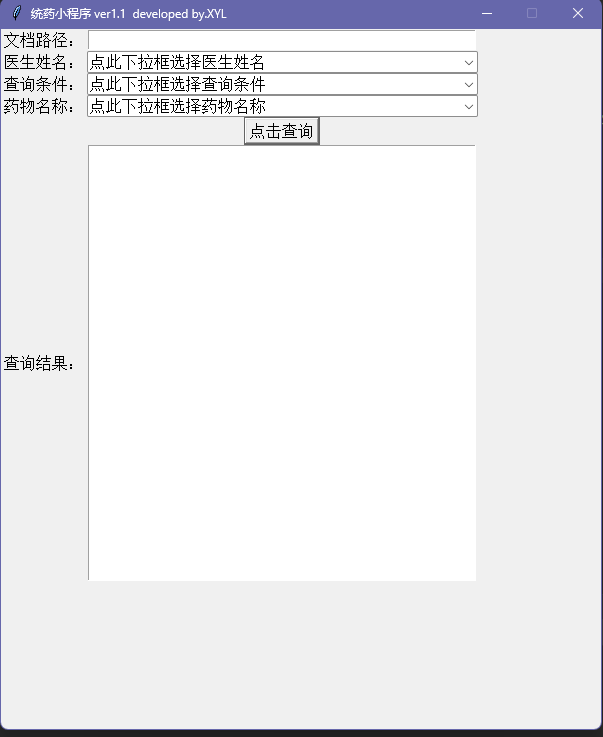 统药小程序 ver1.1  developed by.XYL
文档路径：
医生姓名： 点此下拉框选择医生姓名
查询条件： 点此下拉框选择查询条件
药物名称： 点此下拉框选择药物名称
点击查询
查询结果：